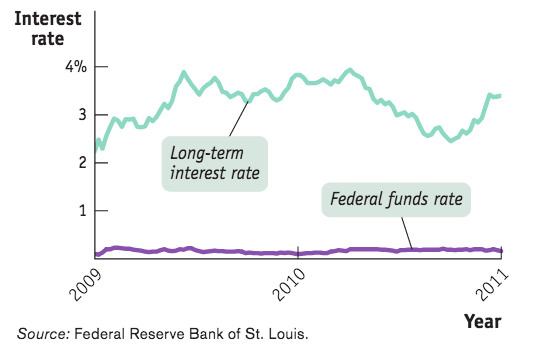 Interest
rate
4%
3
2
1
Long-term
interest rate
Federal funds rate
2009
2010
2011
Year
Source: Federal Reserve Bank of St. Louis.